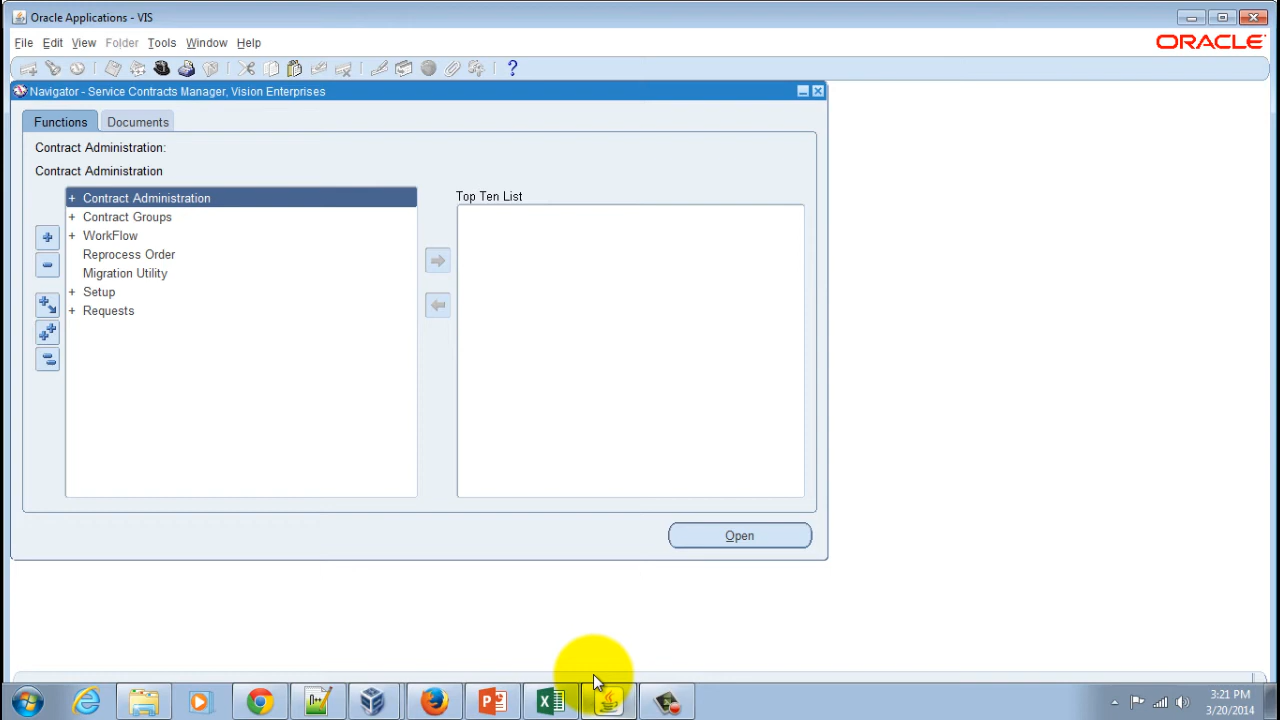 Oracle Applications - VIS
File Edit View Folder Tools Window Help
ORACLE
?
Navigator - Service Contracts Manager, Vision Enterprises
Functions Documents
Contract Administration:
Contract Administration
+ Contract Administration
+ Contract Groups
+ WorkFlow
Reprocess Order
Migration Utility
+ Setup
+ Requests
Top Ten List
Open
3:21 PM
3/20/2014